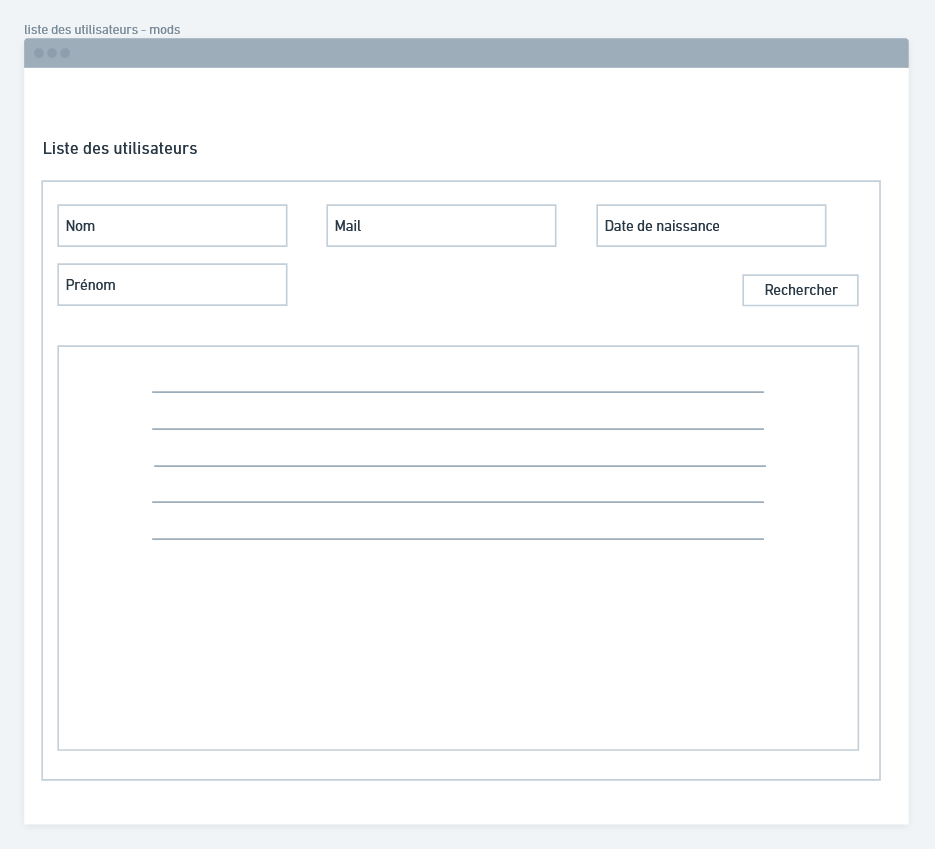 liste des utilisateurs - mods
Liste des utilisateurs
Nom
Mail
Date de naissance
Prénom
Rechercher